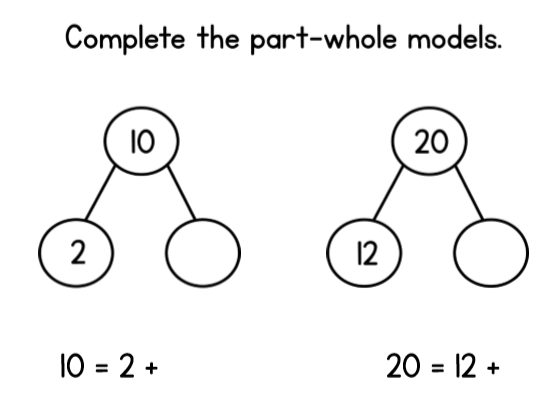 Complete the part-whole models.
10 20
2 12
10 = 2 + 20 = 12 +